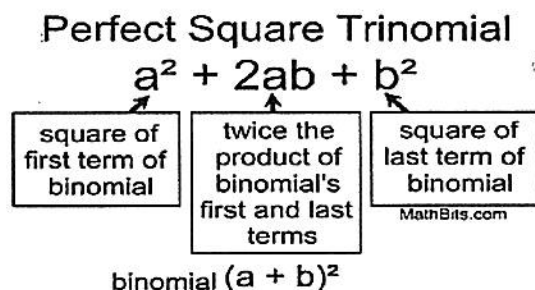 Perfect Square Trinomial
a² + 2ab + b²
square of
first term of
binomial
twice the
product of
binomial's
first and last
terms
square of
last term of
binomial
MathBits.com
binomial (a + b)²